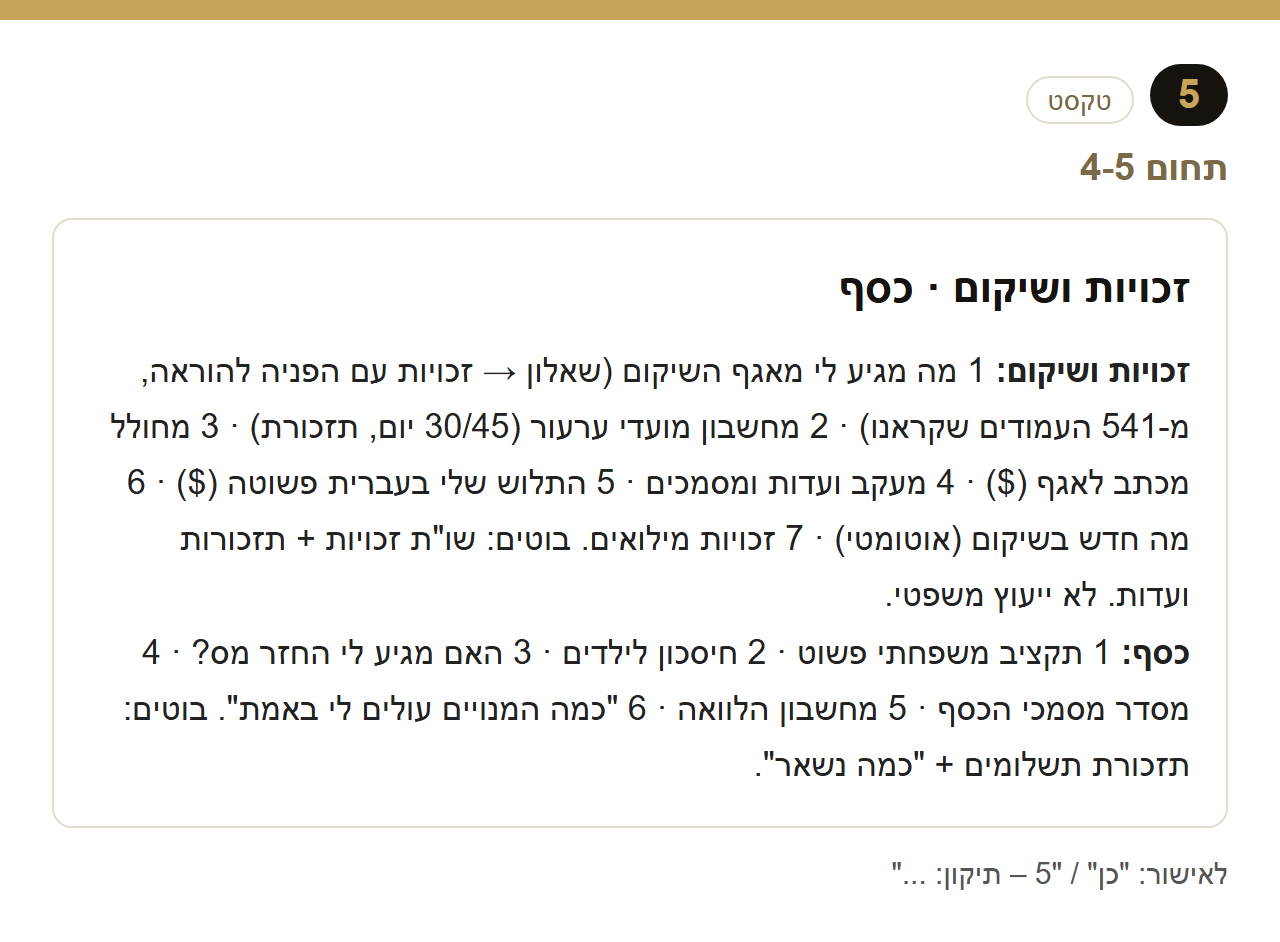 5
טקסט
תחום 4-5
זכויות ושיקום · כסף
זכויות ושיקום: 1 מה מגיע לי מאגף השיקום (שאלון → זכויות עם הפניה להוראה,
מ-541 העמודים שקראנו) · 2 מחשבון מועדי ערעור (30/45 יום, תזכורת) · 3 מחולל
מכתב לאגף ($) · 4 מעקב ועדות ומסמכים · 5 התלוש שלי בעברית פשוטה ($) · 6
מה חדש בשיקום (אוטומטי) · 7 זכויות מילואים. בוטים: שו"ת זכויות + תזכורות
ועדות. לא ייעוץ משפטי.
כסף: 1 תקציב משפחתי פשוט · 2 חיסכון לילדים · 3 האם מגיע לי החזר מס? · 4
מסדר מסמכי הכסף · 5 מחשבון הלוואה · 6 "כמה המנויים עולים לי באמת". בוטים:
תזכורת תשלומים + "כמה נשאר".
לאישור: "כן" / "5 – תיקון: ..."